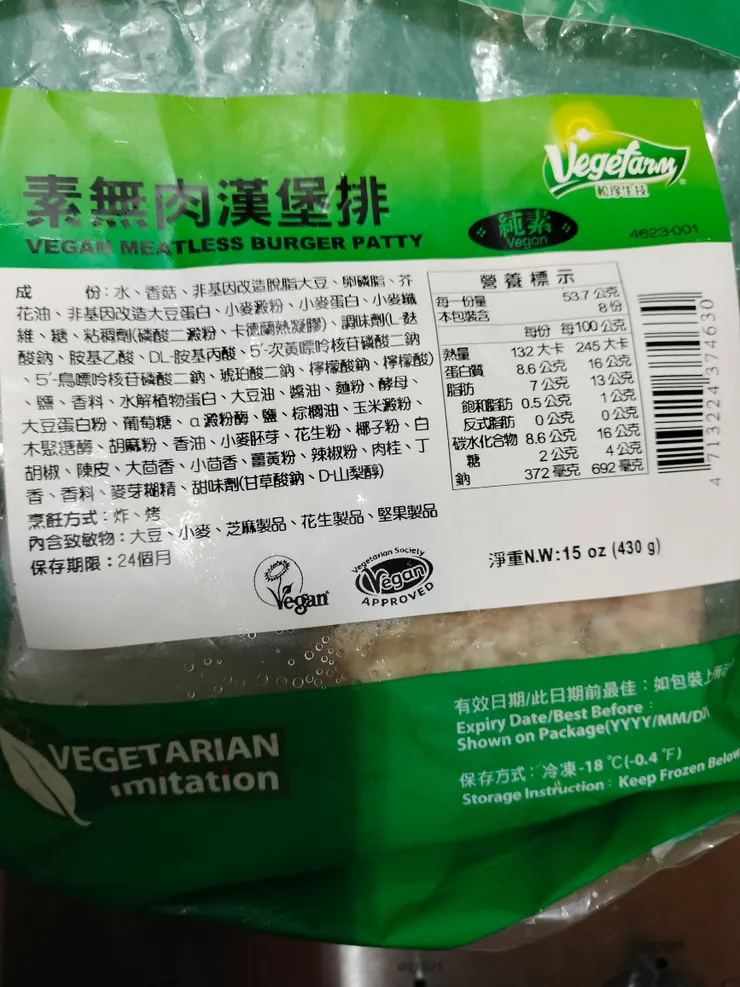 Vegefarm
松珍生技
素無肉漢堡排
純素
Vegan
VEGAN MEATLESS BURGER PATTY
4623-001
成 份:水、香菇、非基因改造脫脂大豆、卵磷脂、芥
花油、非基因改造大豆蛋白、小麥澱粉、小麥蛋白、小麥纖
維、糖、粘稠劑(磷酸二澱粉、卡德蘭熱凝膠)、調味劑(L-麩
酸鈉、胺基乙酸、DL-胺基丙酸、5'-次黃嘌呤核苷磷酸二鈉
、5'-鳥嘌呤核苷磷酸二鈉、琥珀酸二鈉、檸檬酸鈉、檸檬酸)
、鹽、香料、水解植物蛋白、大豆油、醬油、麵粉、酵母、
大豆蛋白粉、葡萄糖、α澱粉酶、鹽、棕櫚油、玉米澱粉、
木聚糖酶、胡麻粉、香油、小麥胚芽、花生粉、椰子粉、白
胡椒、陳皮、大茴香、小茴香、薑黃粉、辣椒粉、肉桂、丁
香、香料、麥芽糊精、甜味劑(甘草酸鈉、D-山梨醇)
烹飪方式：炸、烤
內含致敏物：大豆、小麥、芝麻製品、花生製品、堅果製品
保存期限：24個月
營養標示
每一份量 53.7 公克
本包裝含 8份
每份 每100公克
熱量 132 大卡 245 大卡
蛋白質 8.6 公克 16 公克
脂肪 7 公克 13 公克
飽和脂肪 0.5 公克 1 公克
反式脂肪 0 公克 0 公克
碳水化合物 8.6 公克 16 公克
糖 2 公克 4 公克
鈉 372 毫克 692 毫克
4 713224 374630
Vegan
Vegetarian Society
Vegan
APPROVED
淨重N.W:15 oz (430 g)
VEGETARIAN
imitation
有效日期/此日期前最佳：如包裝上所示
Expiry Date/Best Before：
Shown on Package(YYYY/MM/D
保存方式：冷凍-18 ℃(-0.4 ℉)
Storage Instruction：Keep Frozen Below